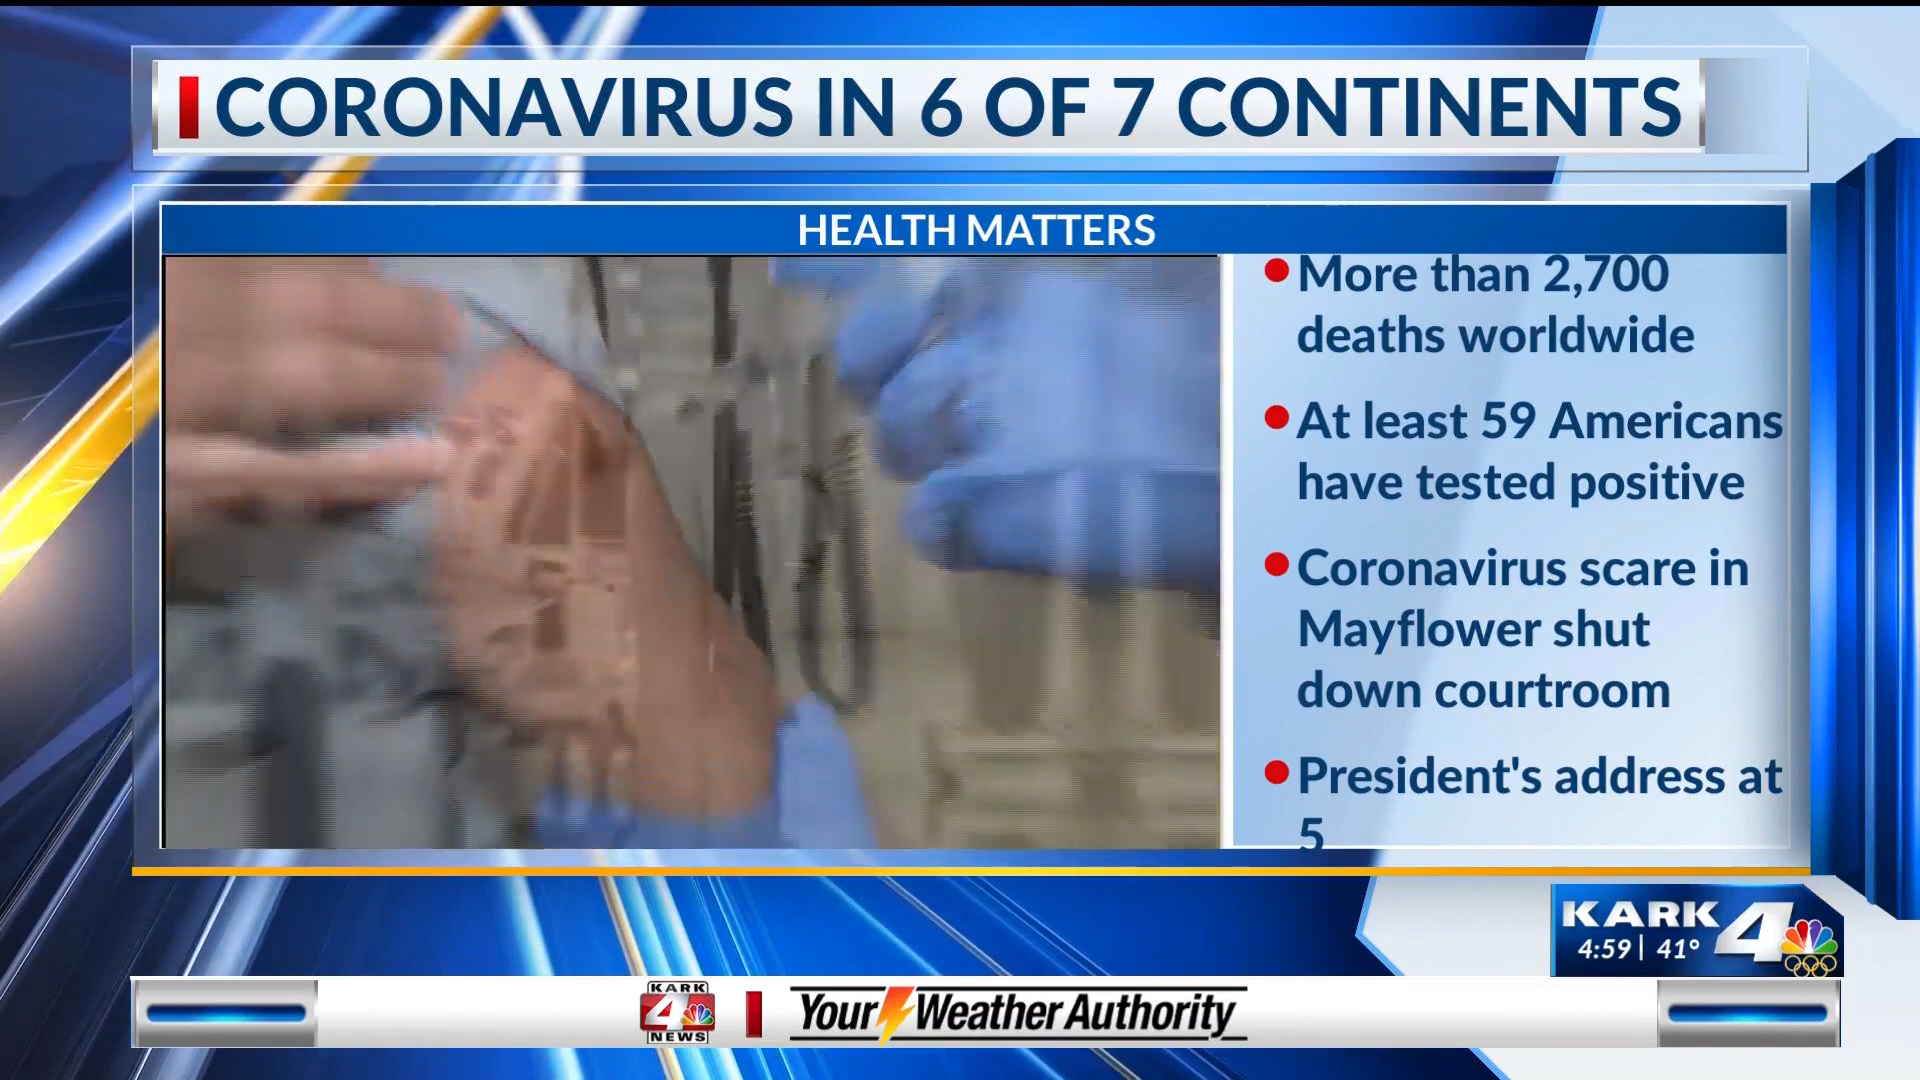 CORONAVIRUS IN 6 OF 7 CONTINENTS
HEALTH MATTERS
More than 2,700
deaths worldwide
At least 59 Americans
have tested positive
Coronavirus scare in
Mayflower shut
down courtroom
President's address at
5
KARK 4
4:59 | 41°
KARK
4
NEWS
Your Weather Authority